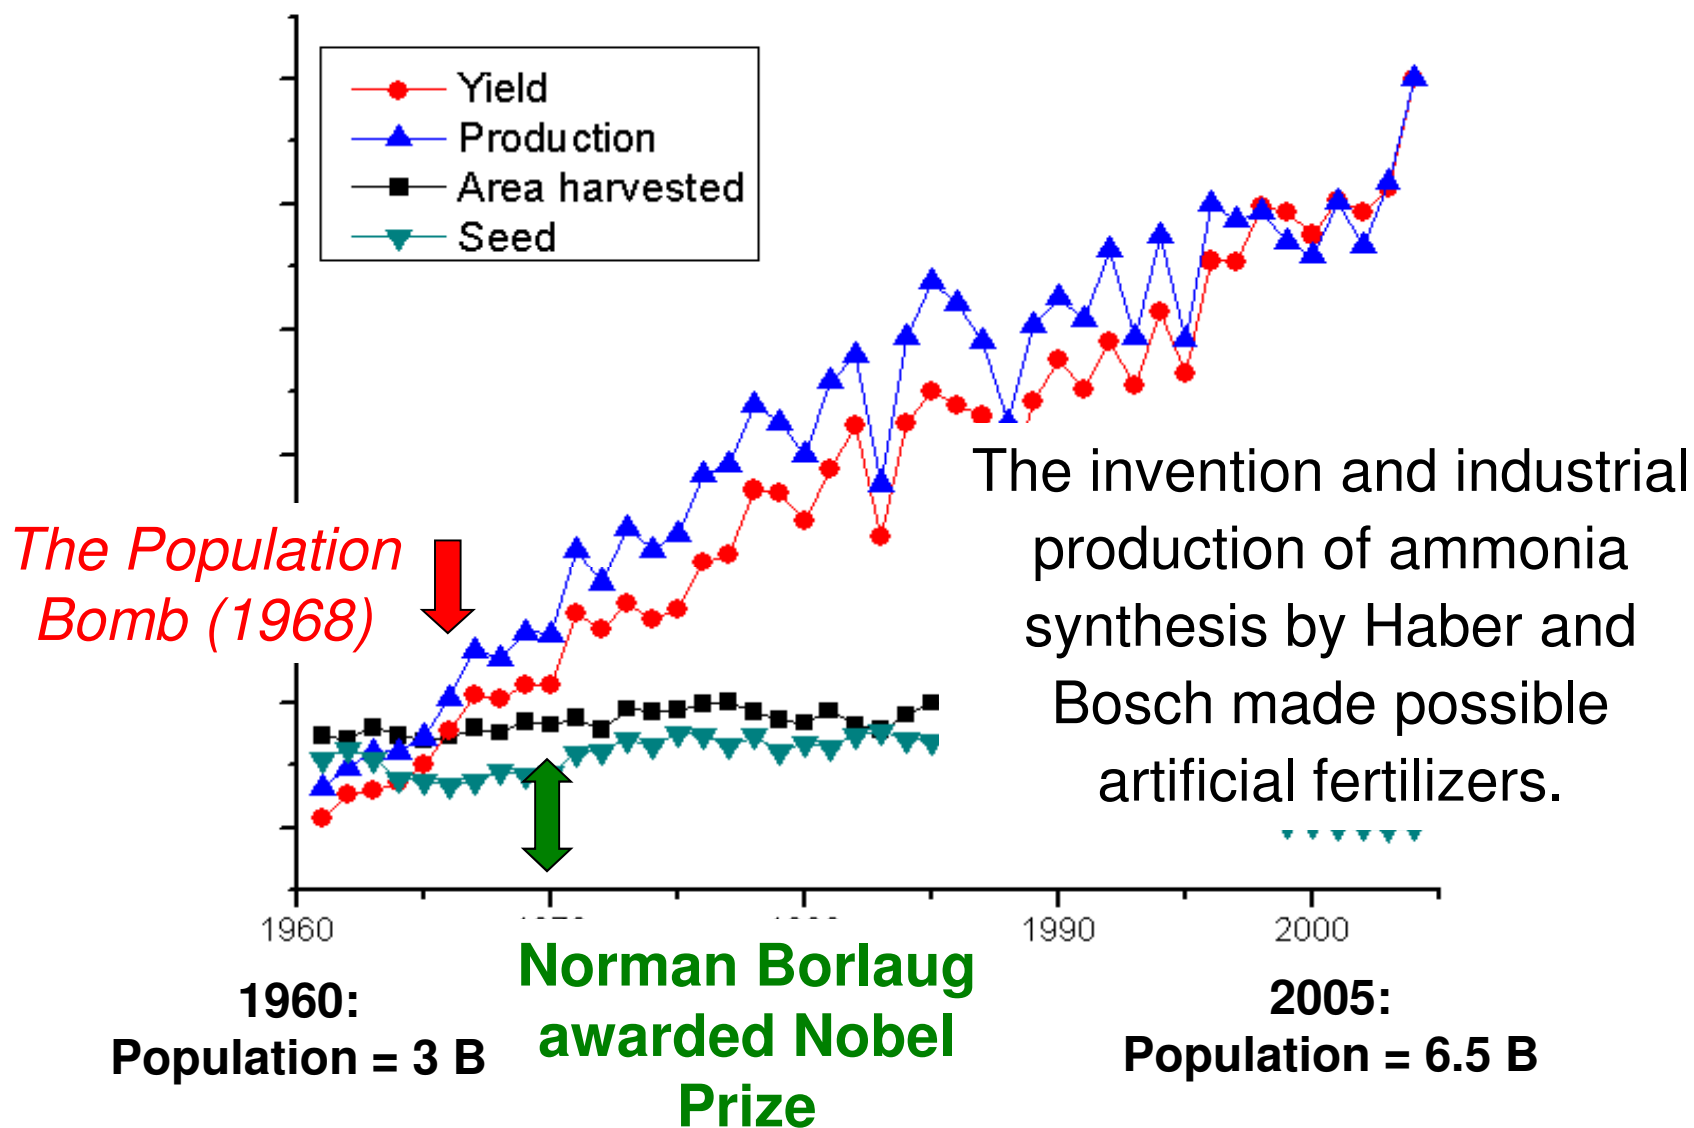 Yield
Production
Area harvested
Seed
The Population
Bomb (1968)
The invention and industrial
production of ammonia
synthesis by Haber and
Bosch made possible
artificial fertilizers.
1960
1990
2000
Norman Borlaug
awarded Nobel
Prize
1960:
Population = 3 B
2005:
Population = 6.5 B